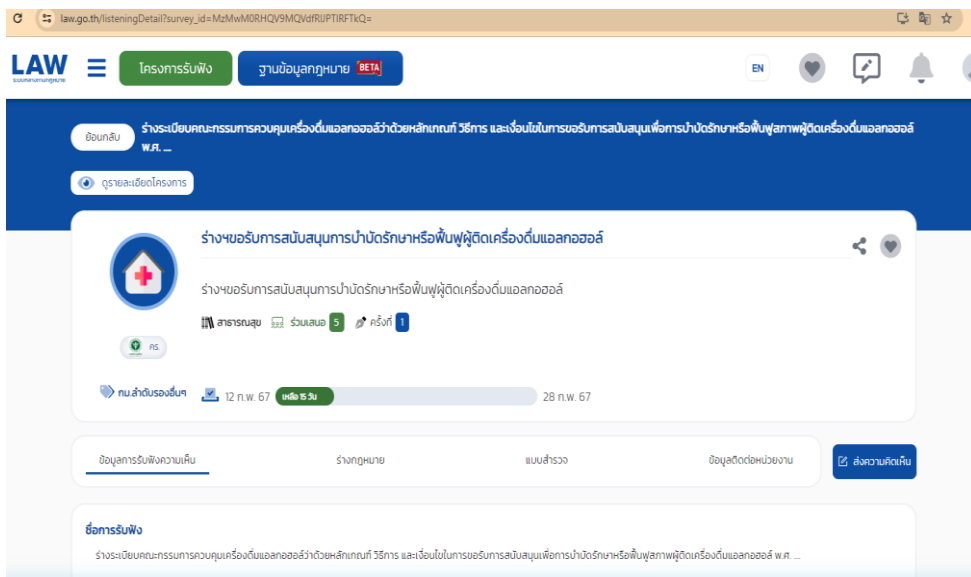 law.go.th/listeningDetail?survey_id=MzMwM0RHQV9MQVdfRlJPTlRFTkQ=
LAW
ระบบกลางทางกฎหมาย
โครงการรับฟัง
ฐานข้อมูลกฎหมาย BETA
EN
ย้อนกลับ
ร่างระเบียบคณะกรรมการควบคุมเครื่องดื่มแอลกอฮอล์ว่าด้วยหลักเกณฑ์ วิธีการ และเงื่อนไขในการขอรับการสนับสนุนเพื่อการบำบัดรักษาหรือฟื้นฟูสภาพผู้ติดเครื่องดื่มแอลกอฮอล์
พ.ศ. ...
ดูรายละเอียดโครงการ
ร่างฯขอรับการสนับสนุนการบำบัดรักษาหรือฟื้นฟูผู้ติดเครื่องดื่มแอลกอฮอล์
ร่างฯขอรับการสนับสนุนการบำบัดรักษาหรือฟื้นฟูผู้ติดเครื่องดื่มแอลกอฮอล์
สาธารณสุข ร่วมเสนอ 5 ครั้งที่ 1
คร.
กม.ลำดับรองอื่นๆ
12 ก.พ. 67 เหลือ 15 วัน 28 ก.พ. 67
ข้อมูลการรับฟังความเห็น ร่างกฎหมาย แบบสำรวจ ข้อมูลติดต่อหน่วยงาน ส่งความคิดเห็น
ชื่อการรับฟัง
ร่างระเบียบคณะกรรมการควบคุมเครื่องดื่มแอลกอฮอล์ว่าด้วยหลักเกณฑ์ วิธีการ และเงื่อนไขในการขอรับการสนับสนุนเพื่อการบำบัดรักษาหรือฟื้นฟูสภาพผู้ติดเครื่องดื่มแอลกอฮอล์ พ.ศ. ...